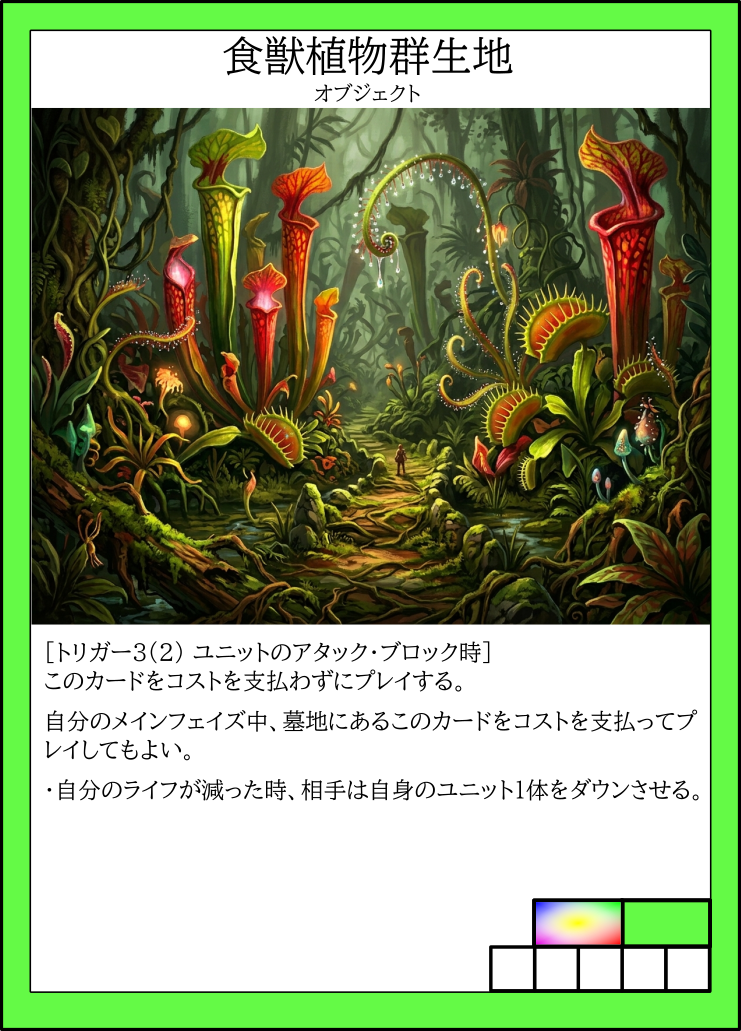 食獣植物群生地
オブジェクト
[トリガー3(2) ユニットのアタック・ブロック時]
このカードをコストを支払わずにプレイする。
自分のメインフェイズ中、墓地にあるこのカードをコストを支払ってプ
レイしてもよい。
・自分のライフが減った時、相手は自身のユニット1体をダウンさせる。